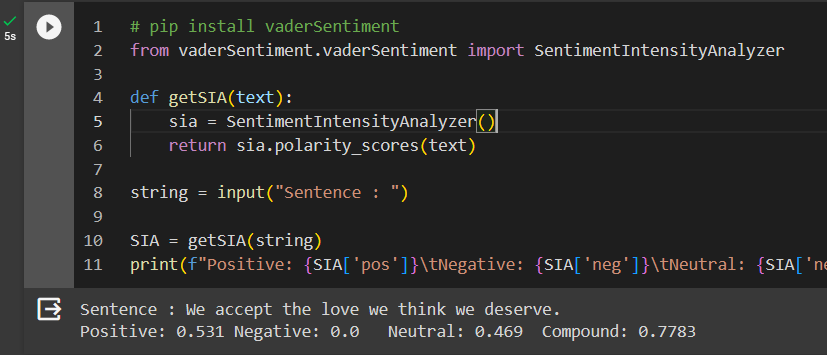 5s
1 # pip install vaderSentiment
2 from vaderSentiment.vaderSentiment import SentimentIntensityAnalyzer
3
4 def getSIA(text):
5 sia = SentimentIntensityAnalyzer()
6 return sia.polarity_scores(text)
7
8 string = input("Sentence : ")
9
10 SIA = getSIA(string)
11 print(f"Positive: {SIA['pos']}\tNegative: {SIA['neg']}\tNeutral: {SIA['ne
Sentence : We accept the love we think we deserve.
Positive: 0.531 Negative: 0.0 Neutral: 0.469 Compound: 0.7783